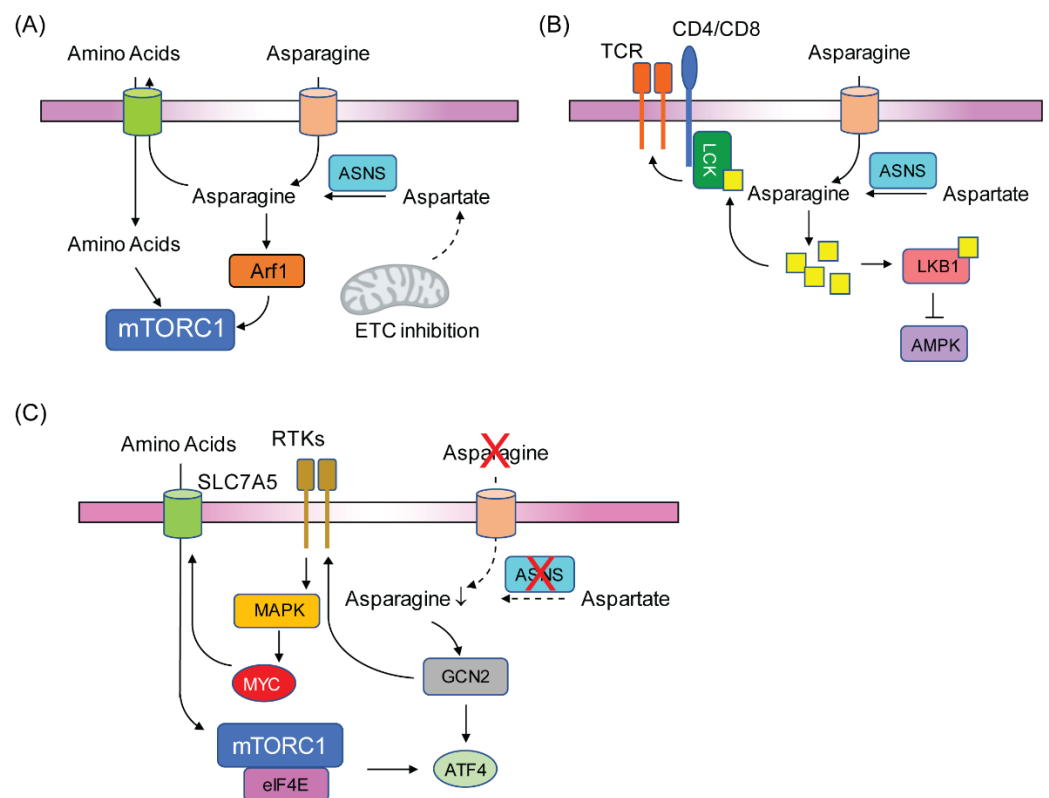 (A)
Amino Acids
Asparagine
ASNS
Asparagine
Aspartate
Amino Acids
Arf1
mTORC1
ETC inhibition
(B)
CD4/CD8
TCR
Asparagine
LCK
ASNS
Asparagine
Aspartate
LKB1
AMPK
(C)
Amino Acids
RTKs
Asparagine
SLC7A5
ASNS
MAPK
Asparagine ↓
Aspartate
MYC
GCN2
mTORC1
eIF4E
ATF4